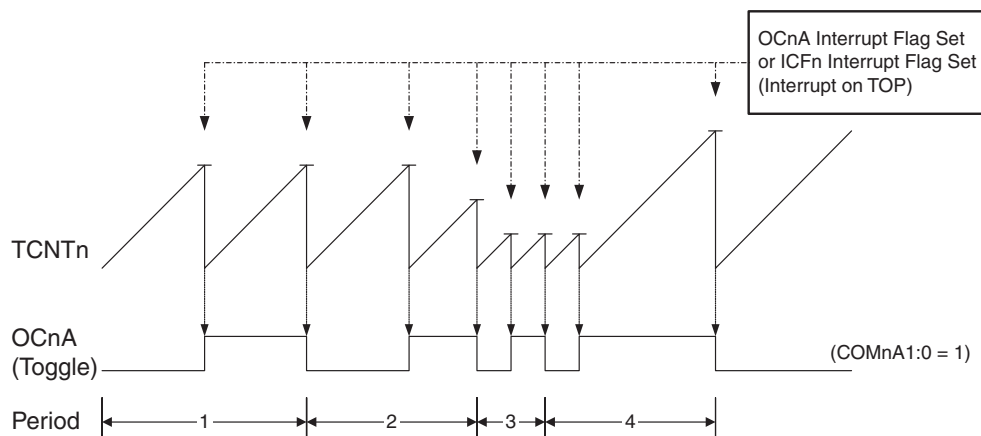 OCnA Interrupt Flag Set
or ICFn Interrupt Flag Set
(Interrupt on TOP)
TCNTn
OCnA
(Toggle)
(COMnA1:0 = 1)
Period
1
2
3
4